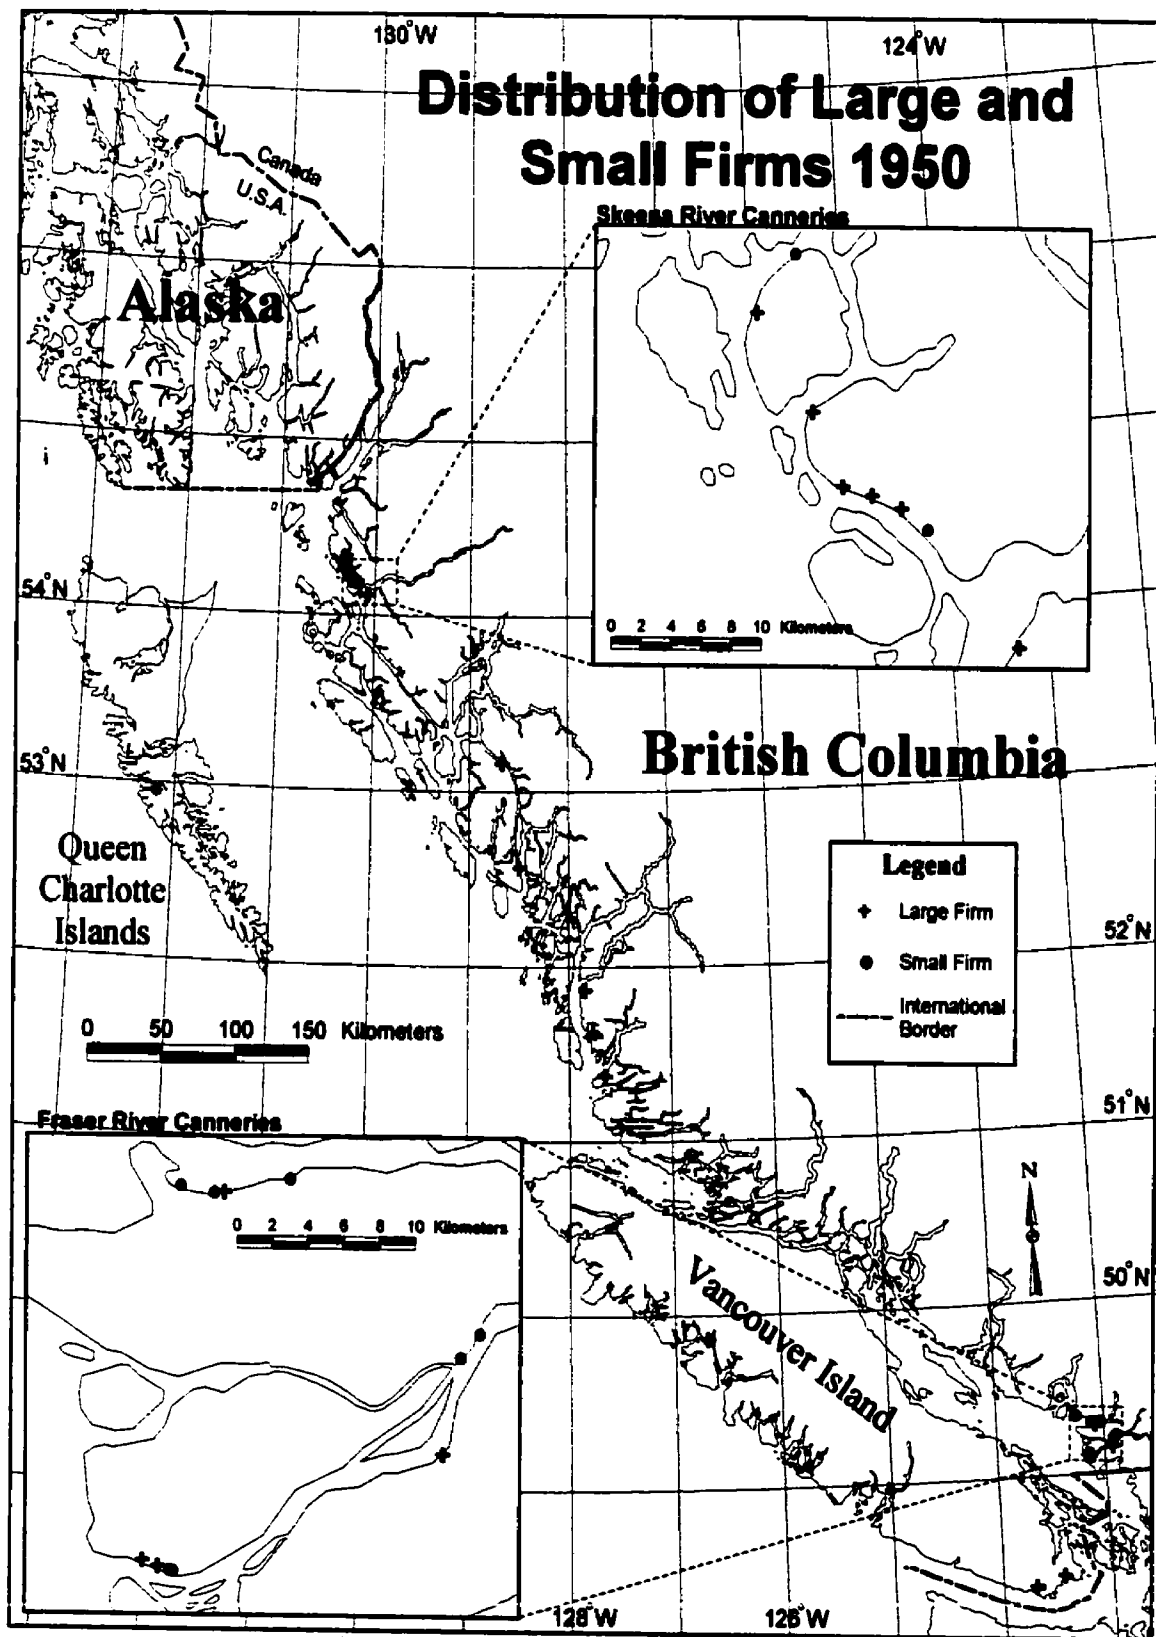 130°W
124°W
Distribution of Large and
Small Firms 1950
Canada
U.S.A.
Skeena River Canneries
Alaska
0 2 4 6 8 10 Kilometers
54°N
53°N
British Columbia
Queen
Charlotte
Islands
Legend
Large Firm
Small Firm
International
Border
52°N
0 50 100 150 Kilometers
51°N
Fraser River Canneries
0 2 4 6 8 10 Kilometers
N
50°N
Vancouver Island
128°W
126°W